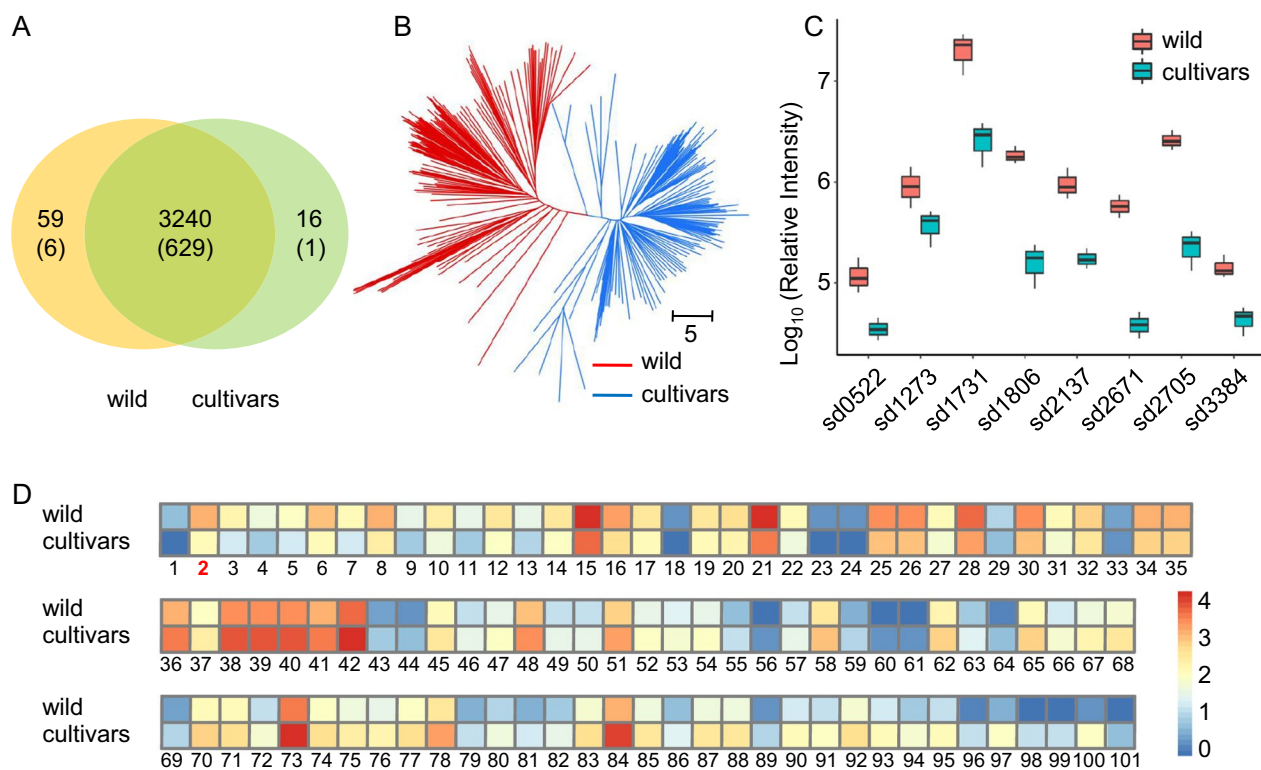 A
59
(6)
3240
(629)
16
(1)
wild cultivars
B
5
wild
cultivars
C
wild
cultivars
Log10 (Relative Intensity)
7
6
5
sd0522 sd1273 sd1731 sd1806 sd2137 sd2671 sd2705 sd3384
D
wild
cultivars
1 2 3 4 5 6 7 8 9 10 11 12 13 14 15 16 17 18 19 20 21 22 23 24 25 26 27 28 29 30 31 32 33 34 35
wild
cultivars
36 37 38 39 40 41 42 43 44 45 46 47 48 49 50 51 52 53 54 55 56 57 58 59 60 61 62 63 64 65 66 67 68
wild
cultivars
69 70 71 72 73 74 75 76 77 78 79 80 81 82 83 84 85 86 87 88 89 90 91 92 93 94 95 96 97 98 99 100 101
4
3
2
1
0